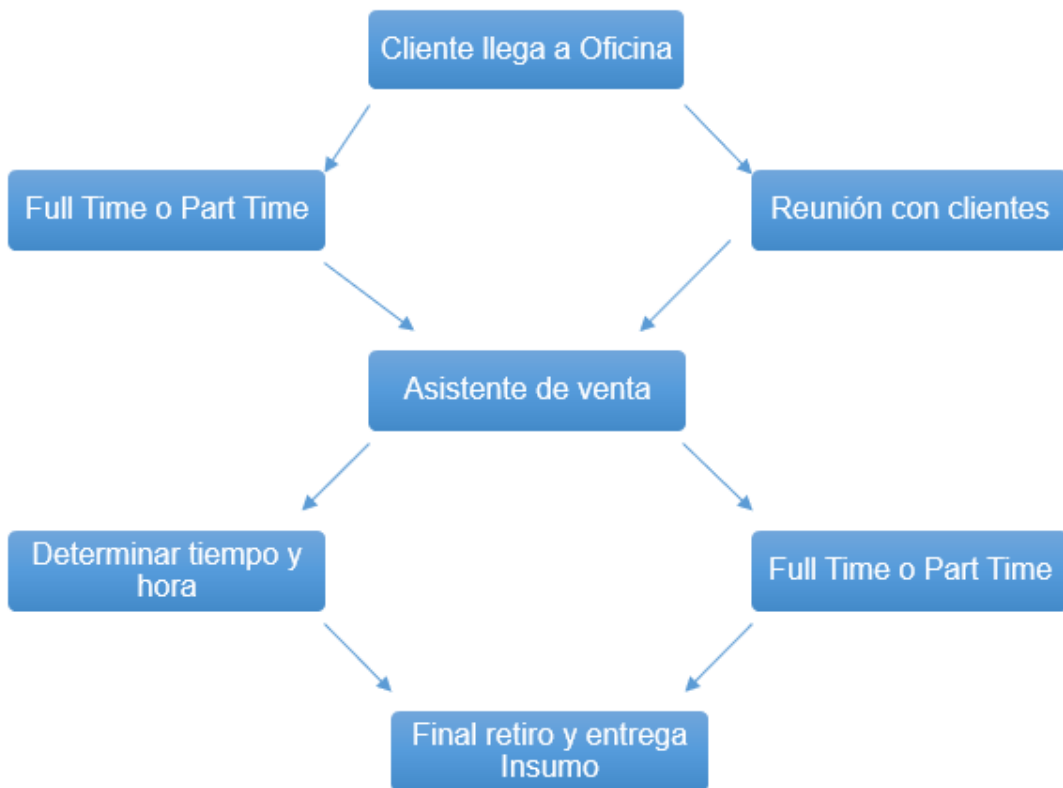 Cliente llega a Oficina
Full Time o Part Time
Reunión con clientes
Asistente de venta
Determinar tiempo y
hora
Full Time o Part Time
Final retiro y entrega
Insumo